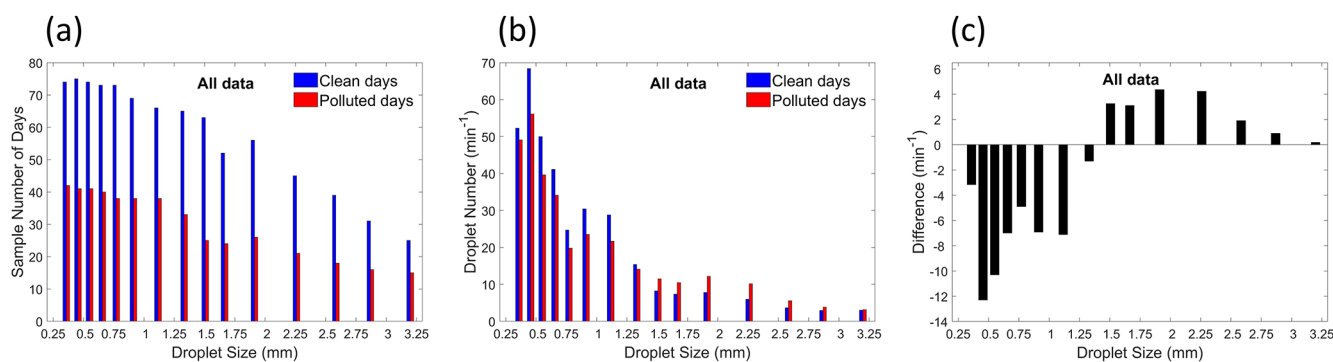 (a)
All data
Clean days
Polluted days
Sample Number of Days
80
70
60
50
40
30
20
10
0
0.25 0.5 0.75 1 1.25 1.5 1.75 2 2.25 2.5 2.75 3 3.25
Droplet Size (mm)
(b)
All data
Clean days
Polluted days
Droplet Number (min-1)
70
60
50
40
30
20
10
0
0.25 0.5 0.75 1 1.25 1.5 1.75 2 2.25 2.5 2.75 3 3.25
Droplet Size (mm)
(c)
All data
Difference (min-1)
6
4
2
0
-2
-4
-6
-8
-10
-12
-14
0.25 0.5 0.75 1 1.25 1.5 1.75 2 2.25 2.5 2.75 3 3.25
Droplet Size (mm)